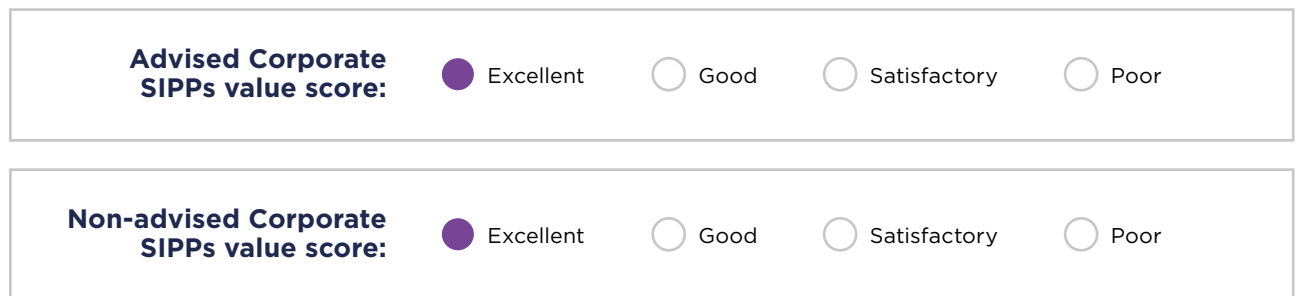 Advised Corporate
SIPPs value score:
Excellent Good Satisfactory Poor
Non-advised Corporate
SIPPs value score:
Excellent Good Satisfactory Poor